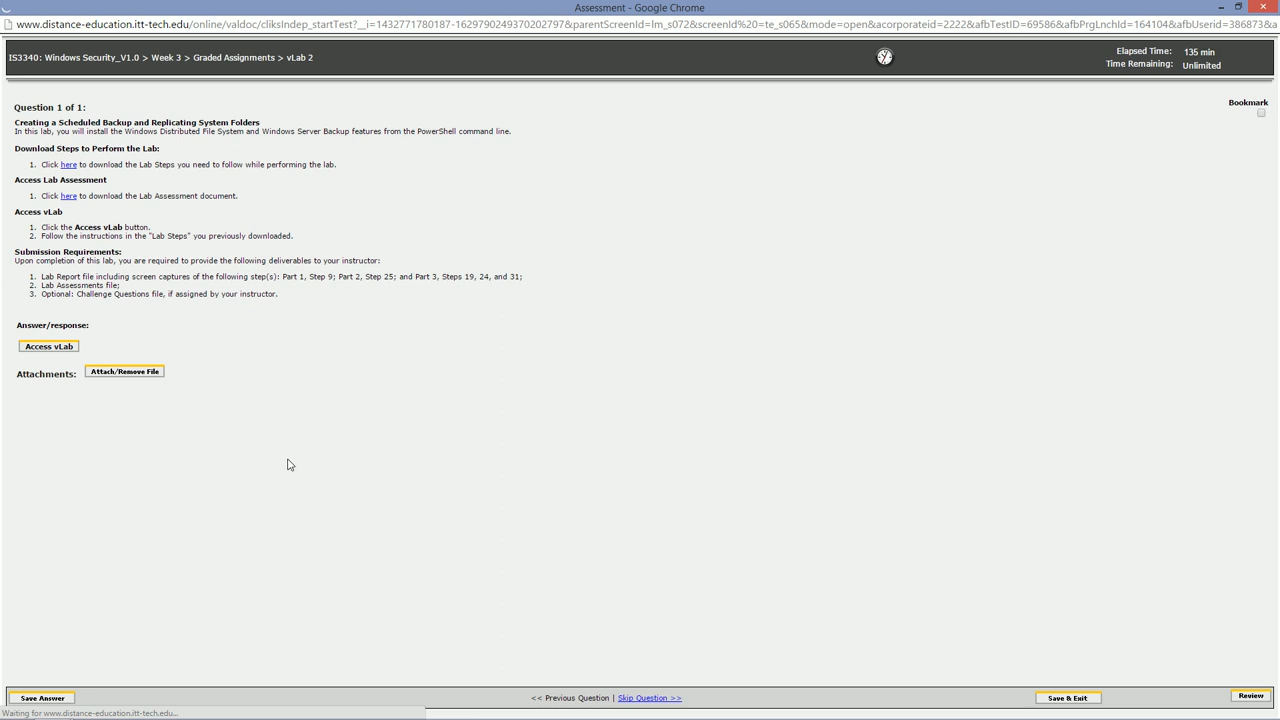 Assessment - Google Chrome
www.distance-education.itt-tech.edu/online/valdoc/cliksIndep_startTest?__i=1432771780187-1629790249370202797&parentScreenId=lm_s072&screenId%20=te_s065&mode=open&acorporateid=2222&afbTestID=69586&afbPrgLnchId=164104&afbUserid=386873&a
IS3340: Windows Security_V1.0 > Week 3 > Graded Assignments > vLab 2
Elapsed Time: 135 min
Time Remaining: Unlimited
Bookmark
Question 1 of 1:
Creating a Scheduled Backup and Replicating System Folders
In this lab, you will install the Windows Distributed File System and Windows Server Backup features from the PowerShell command line.
Download Steps to Perform the Lab:
1. Click here to download the Lab Steps you need to follow while performing the lab.
Access Lab Assessment
1. Click here to download the Lab Assessment document.
Access vLab
1. Click the Access vLab button.
2. Follow the instructions in the "Lab Steps" you previously downloaded.
Submission Requirements:
Upon completion of this lab, you are required to provide the following deliverables to your instructor:
1. Lab Report file including screen captures of the following step(s): Part 1, Step 9; Part 2, Step 25; and Part 3, Steps 19, 24, and 31;
2. Lab Assessments file;
3. Optional: Challenge Questions file, if assigned by your instructor.
Answer/response:
Access vLab
Attachments: Attach/Remove File
Save Answer
<< Previous Question | Skip Question >>
Save & Exit
Review
Waiting for www.distance-education.itt-tech.edu...